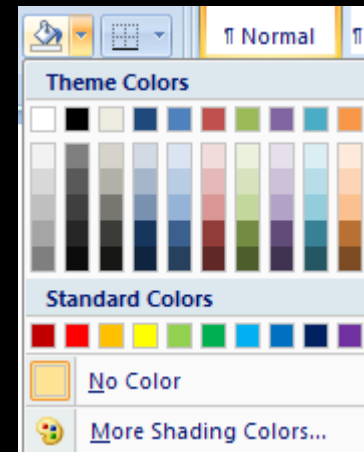 ¶ Normal ¶
Theme Colors
Standard Colors
No Color
More Shading Colors...